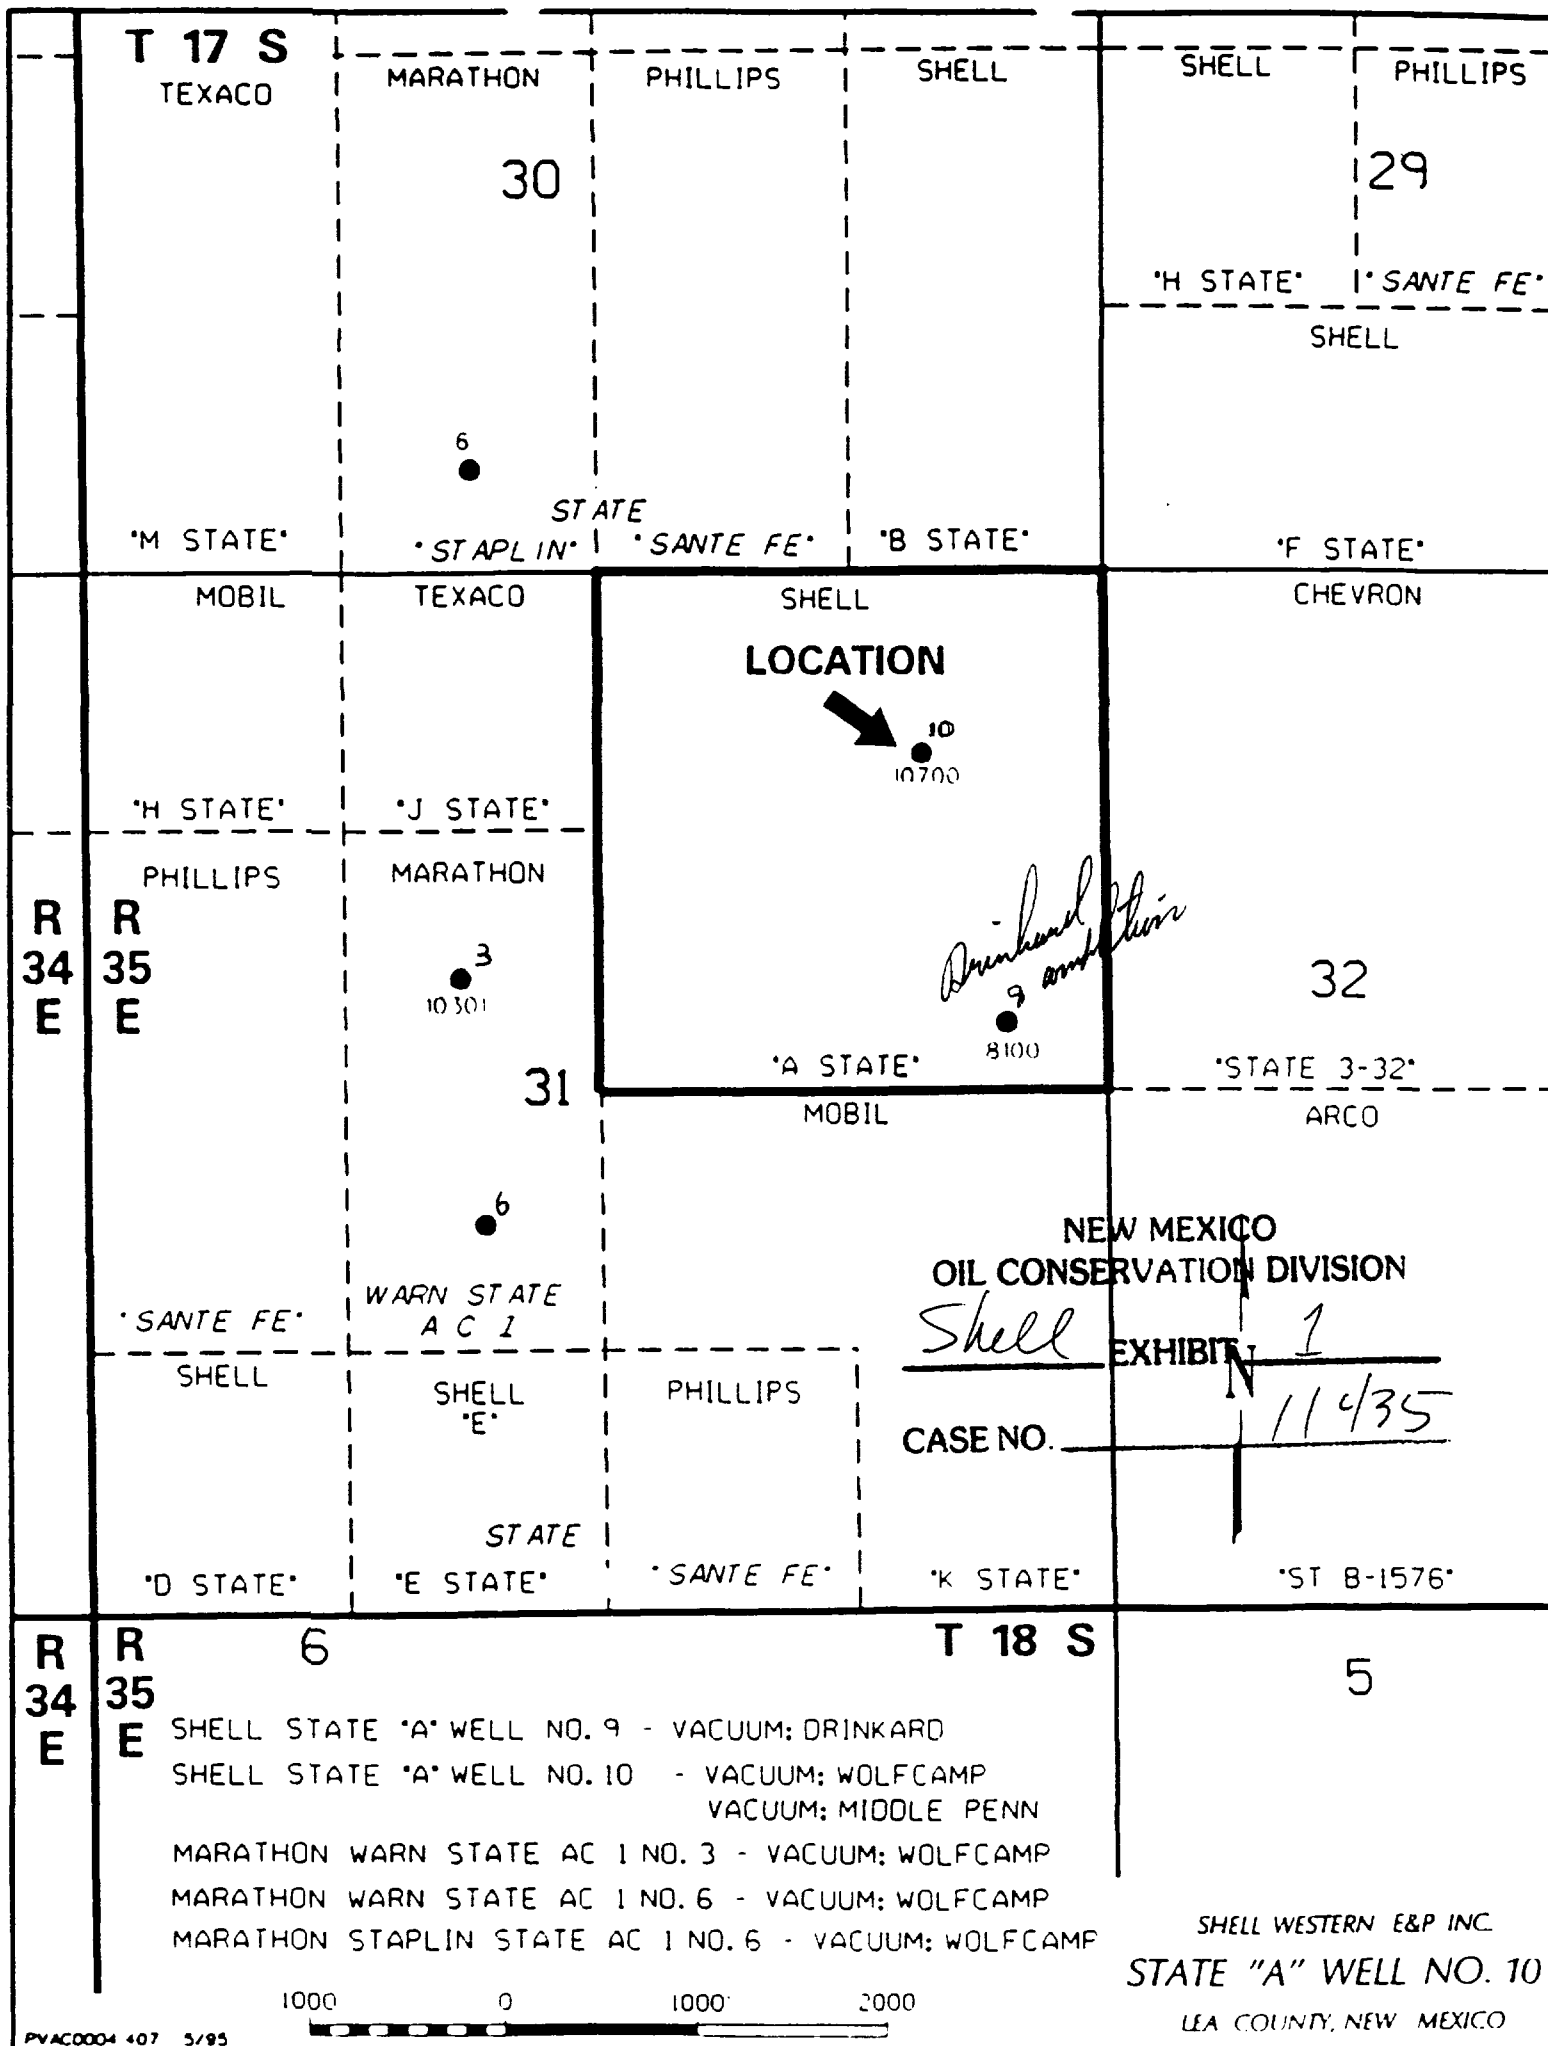 T 17 S
TEXACO
MARATHON
PHILLIPS
SHELL
SHELL
PHILLIPS
30
29
"H STATE"
"SANTE FE"
SHELL
6
STATE
"M STATE"
"STAPLIN"
"SANTE FE"
"B STATE"
"F STATE"
MOBIL
TEXACO
SHELL
CHEVRON
LOCATION
10
10700
"H STATE"
"J STATE"
PHILLIPS
MARATHON
R
34
E
R
35
E
3
10301
Drinkard
completion
9
8100
32
"A STATE"
"STATE 3-32"
31
MOBIL
ARCO
6
NEW MEXICO
OIL CONSERVATION DIVISION
WARN STATE
A C 1
"SANTE FE"
Shell EXHIBIT 1
N
SHELL
SHELL
"E"
PHILLIPS
CASE NO. 11435
STATE
"D STATE"
"E STATE"
"SANTE FE"
"K STATE"
"ST B-1576"
R
34
E
R
35
E
6
T 18 S
5
SHELL STATE "A" WELL NO. 9 - VACUUM: DRINKARD
SHELL STATE "A" WELL NO. 10 - VACUUM: WOLFCAMP
VACUUM: MIDDLE PENN
MARATHON WARN STATE AC 1 NO. 3 - VACUUM: WOLFCAMP
MARATHON WARN STATE AC 1 NO. 6 - VACUUM: WOLFCAMP
MARATHON STAPLIN STATE AC 1 NO. 6 - VACUUM: WOLFCAMP
SHELL WESTERN E&P INC.
STATE "A" WELL NO. 10
LEA COUNTY, NEW MEXICO
1000 0 1000' 2000
PVAC0004 407 5/95